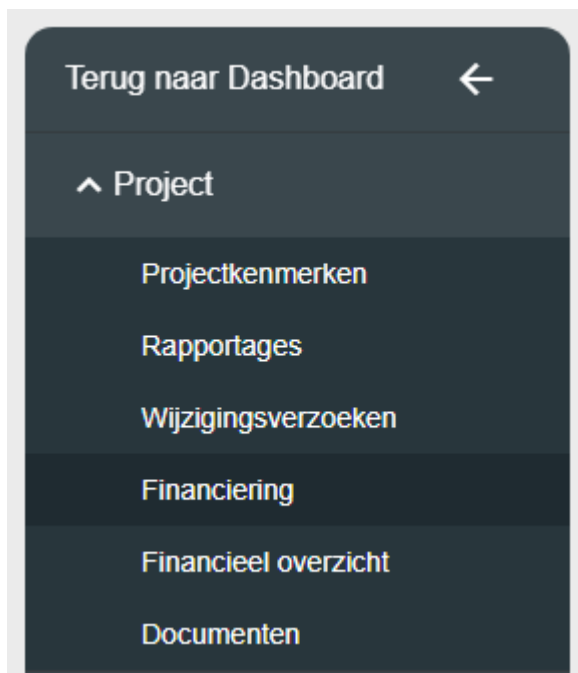 Terug naar Dashboard
Project
Projectkenmerken
Rapportages
Wijzigingsverzoeken
Financiering
Financieel overzicht
Documenten